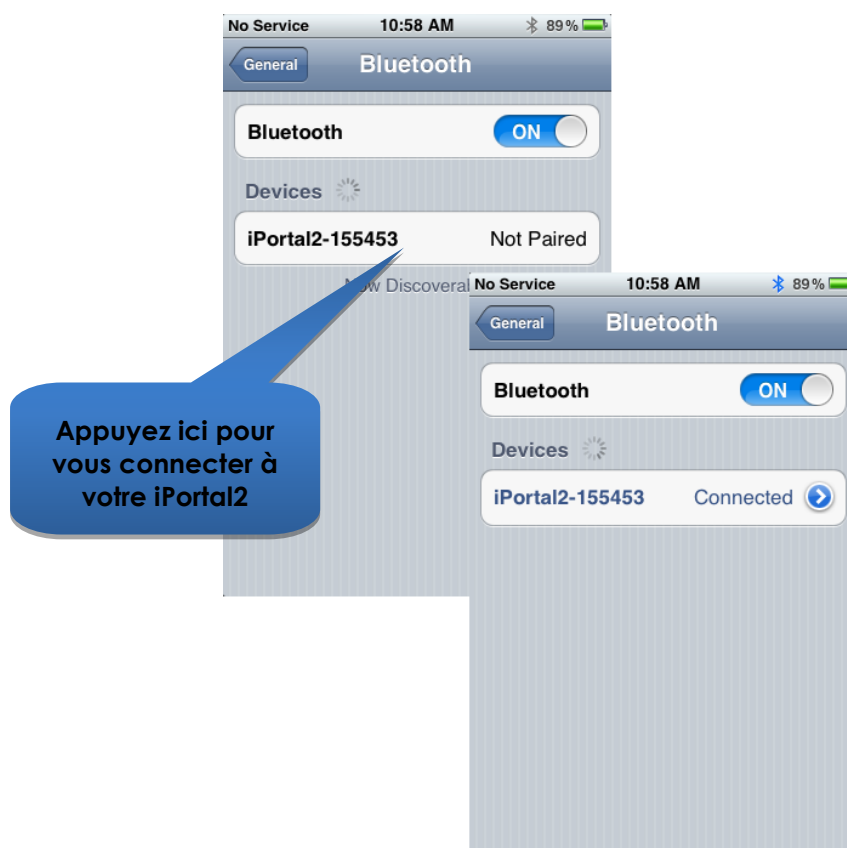 No Service 10:58 AM 89%
General Bluetooth
Bluetooth ON
Devices
iPortal2-155453 Not Paired
Now Discoverab
No Service 10:58 AM 89%
General Bluetooth
Bluetooth ON
Devices
iPortal2-155453 Connected
Appuyez ici pour
vous connecter à
votre iPortal2